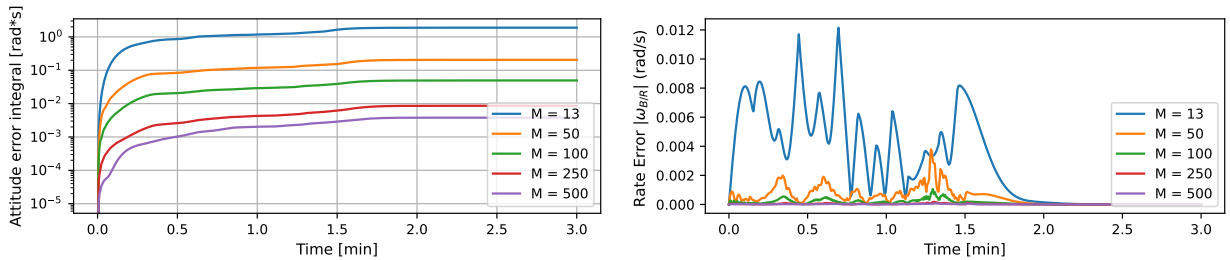 Attitude error integral [rad*s]
10⁰
10⁻¹
10⁻²
10⁻³
10⁻⁴
10⁻⁵
0.0 0.5 1.0 1.5 2.0 2.5 3.0
Time [min]
M = 13
M = 50
M = 100
M = 250
M = 500
Rate Error |ω_{B/R}| (rad/s)
0.012
0.010
0.008
0.006
0.004
0.002
0.000
0.0 0.5 1.0 1.5 2.0 2.5 3.0
Time [min]
M = 13
M = 50
M = 100
M = 250
M = 500